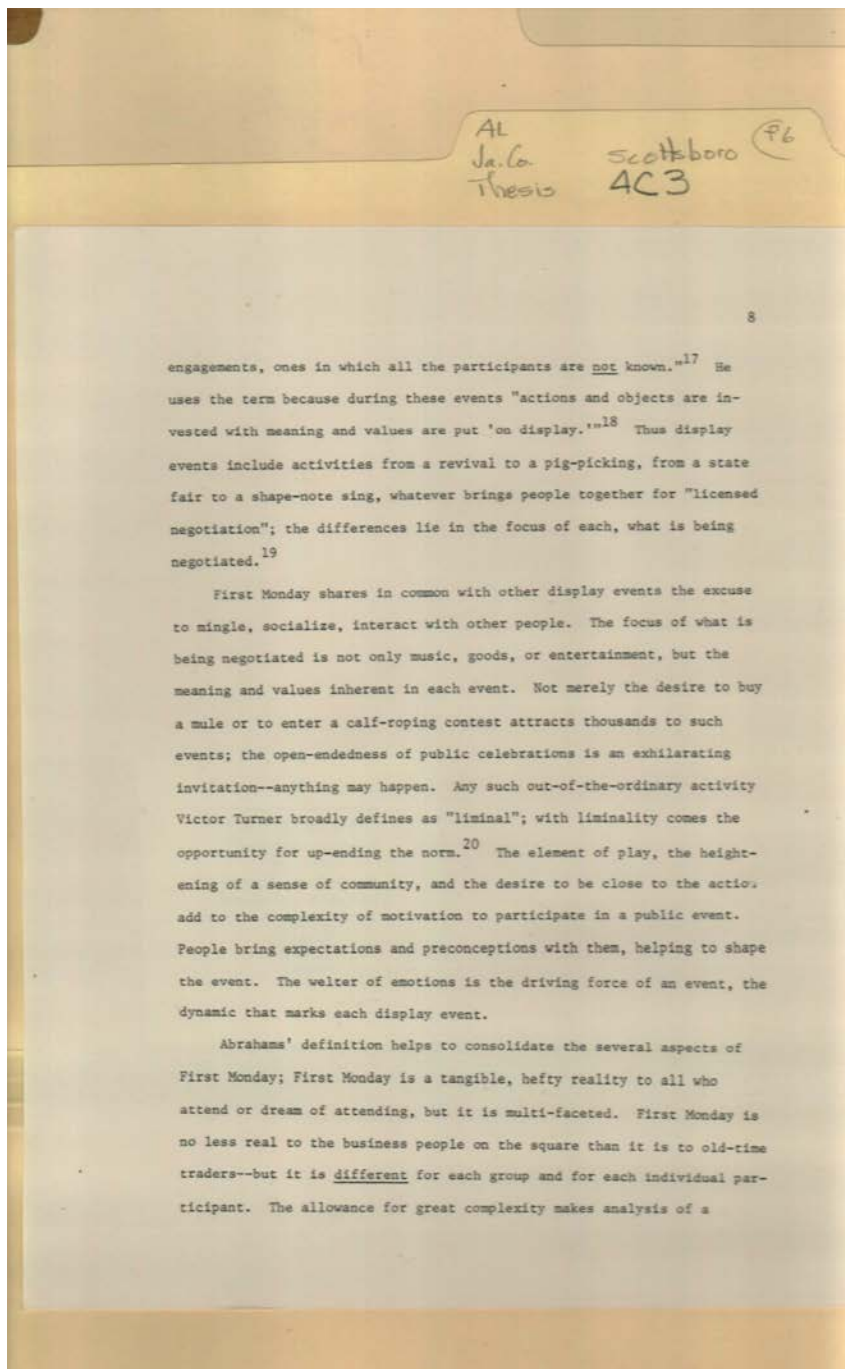 AL
Ja. Co. Scottsboro P6
Thesis 4C3
8
engagements, ones in which all the participants are not known."17 He
uses the term because during these events "actions and objects are in-
vested with meaning and values are put 'on display.'"18 Thus display
events include activities from a revival to a pig-picking, from a state
fair to a shape-note sing, whatever brings people together for "licensed
negotiation"; the differences lie in the focus of each, what is being
negotiated.19
First Monday shares in common with other display events the excuse
to mingle, socialize, interact with other people. The focus of what is
being negotiated is not only music, goods, or entertainment, but the
meaning and values inherent in each event. Not merely the desire to buy
a mule or to enter a calf-roping contest attracts thousands to such
events; the open-endedness of public celebrations is an exhilarating
invitation--anything may happen. Any such out-of-the-ordinary activity
Victor Turner broadly defines as "liminal"; with liminality comes the
opportunity for up-ending the norm.20 The element of play, the height-
ening of a sense of community, and the desire to be close to the action
add to the complexity of motivation to participate in a public event.
People bring expectations and preconceptions with them, helping to shape
the event. The welter of emotions is the driving force of an event, the
dynamic that marks each display event.
Abrahams' definition helps to consolidate the several aspects of
First Monday; First Monday is a tangible, hefty reality to all who
attend or dream of attending, but it is multi-faceted. First Monday is
no less real to the business people on the square than it is to old-time
traders--but it is different for each group and for each individual par-
ticipant. The allowance for great complexity makes analysis of a